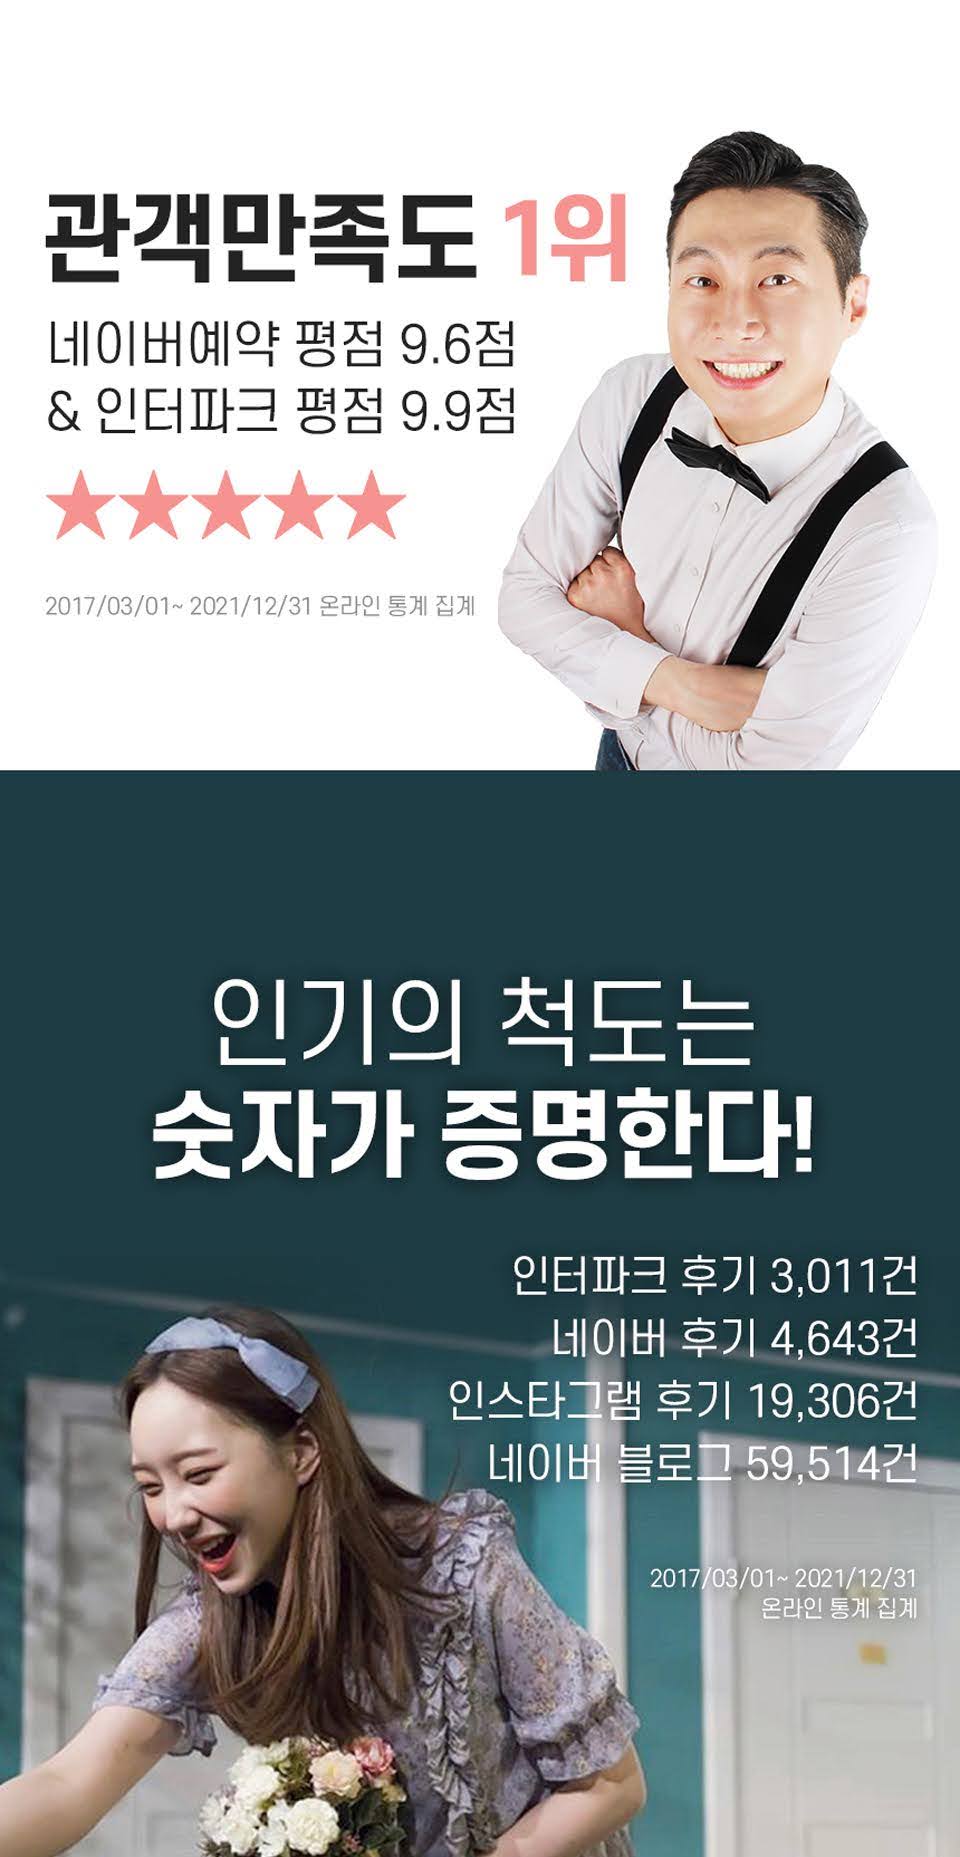 관객만족도 1위
네이버예약 평점 9.6점
& 인터파크 평점 9.9점
2017/03/01~ 2021/12/31 온라인 통계 집계
인기의 척도는
숫자가 증명한다!
인터파크 후기 3,011건
네이버 후기 4,643건
인스타그램 후기 19,306건
네이버 블로그 59,514건
2017/03/01~ 2021/12/31
온라인 통계 집계